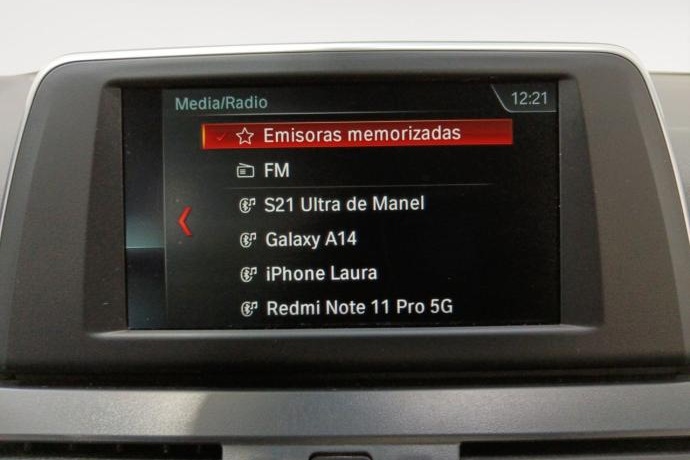 Media/Radio
12:21
Emisoras memorizadas
FM
S21 Ultra de Manel
Galaxy A14
iPhone Laura
Redmi Note 11 Pro 5G